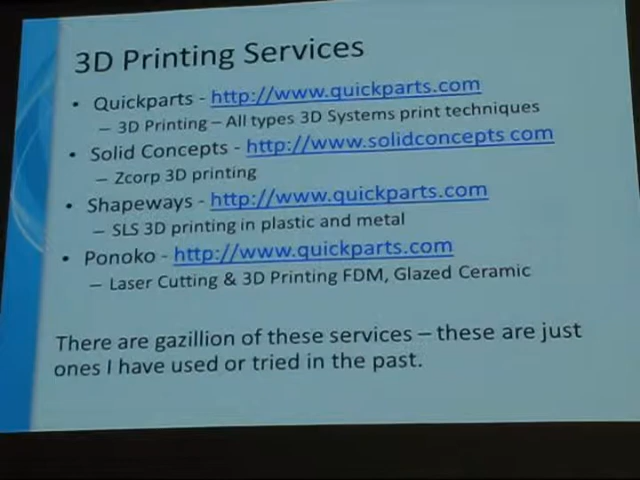 3D Printing Services
• Quickparts - http://www.quickparts.com
– 3D Printing – All types 3D Systems print techniques
• Solid Concepts - http://www.solidconcepts.com
– Zcorp 3D printing
• Shapeways - http://www.quickparts.com
– SLS 3D printing in plastic and metal
• Ponoko - http://www.quickparts.com
– Laser Cutting & 3D Printing FDM, Glazed Ceramic
There are gazillion of these services – these are just
ones I have used or tried in the past.